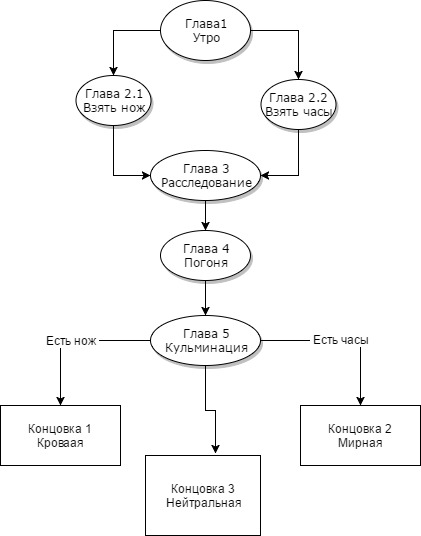 Глава1
Утро
Глава 2.1
Взять нож
Глава 2.2
Взять часы
Глава 3
Расследование
Глава 4
Погоня
Глава 5
Кульминация
Есть нож
Есть часы
Концовка 1
Кроваая
Концовка 2
Мирная
Концовка 3
Нейтральная